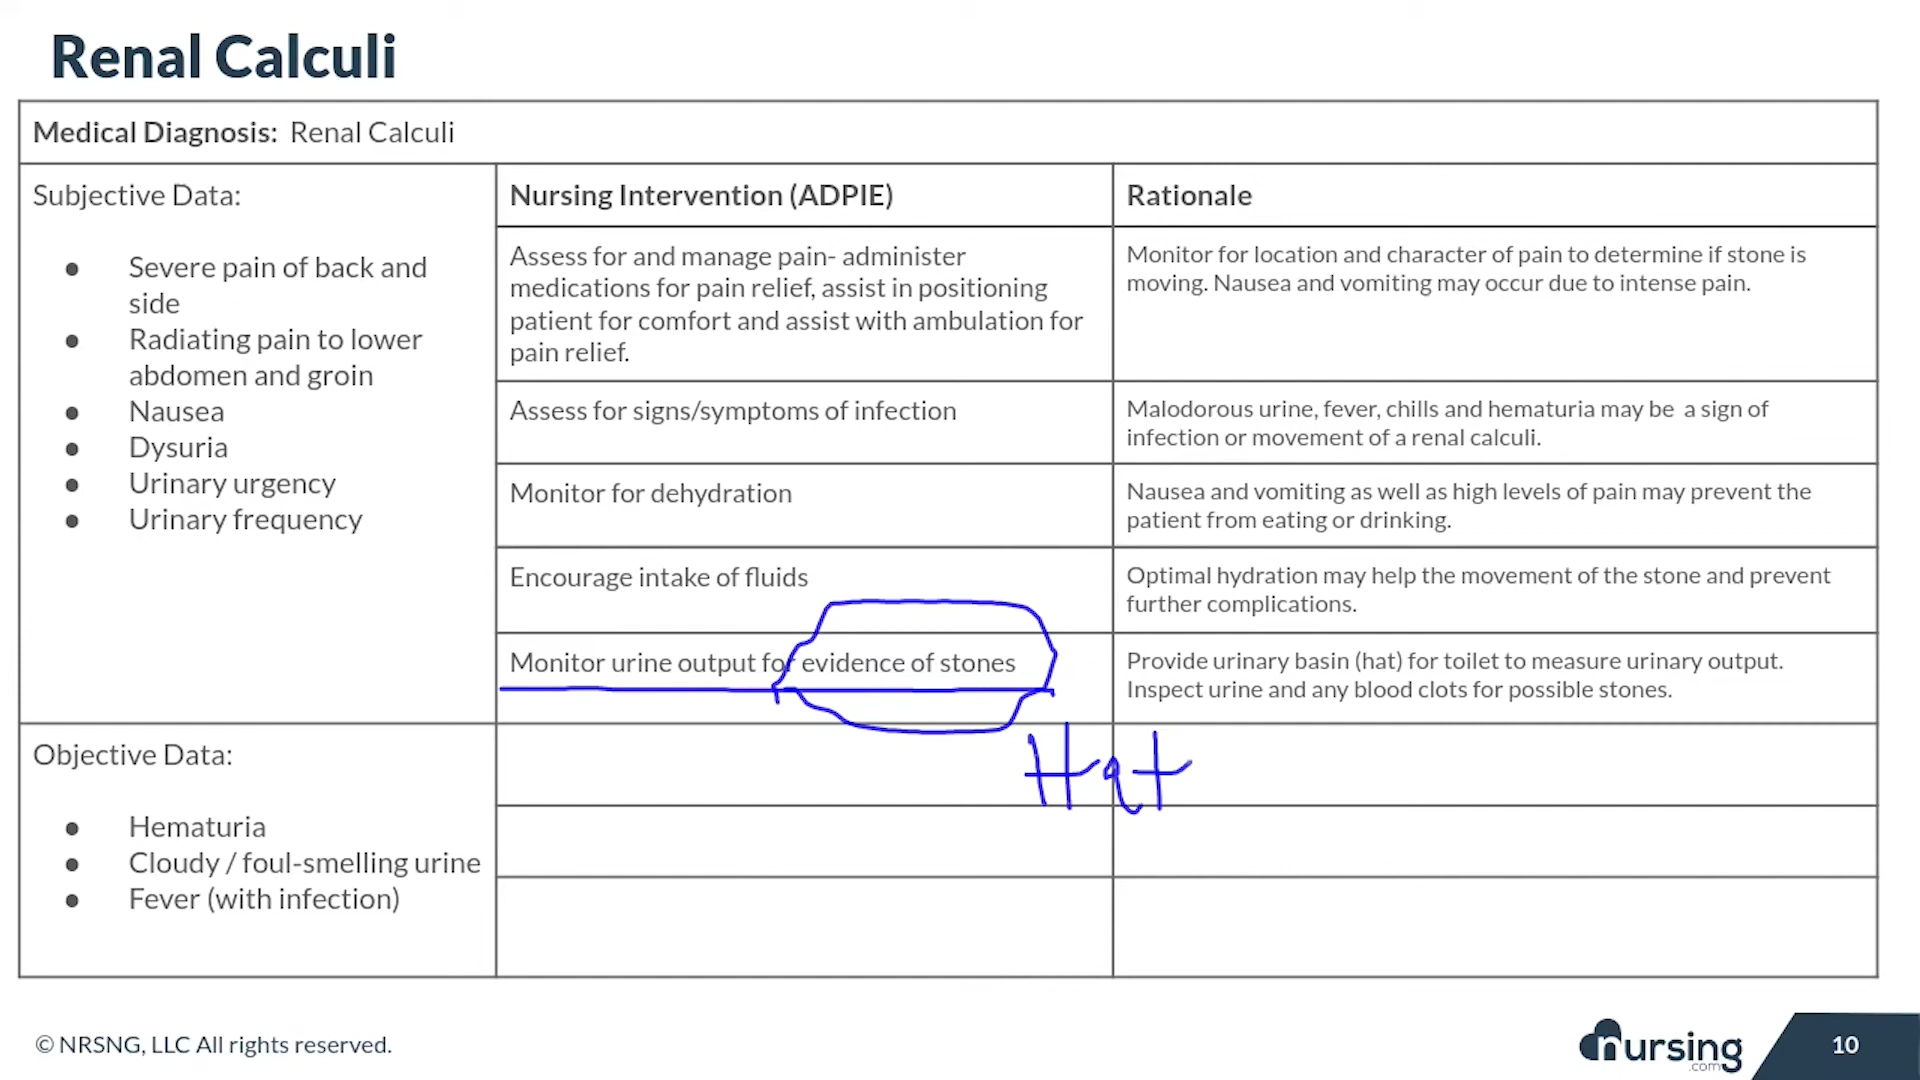 Renal Calculi
Medical Diagnosis: Renal Calculi
Subjective Data:
● Severe pain of back and
side
● Radiating pain to lower
abdomen and groin
● Nausea
● Dysuria
● Urinary urgency
● Urinary frequency
Nursing Intervention (ADPIE)
Rationale
Assess for and manage pain- administer
medications for pain relief, assist in positioning
patient for comfort and assist with ambulation for
pain relief.
Monitor for location and character of pain to determine if stone is
moving. Nausea and vomiting may occur due to intense pain.
Assess for signs/symptoms of infection
Malodorous urine, fever, chills and hematuria may be a sign of
infection or movement of a renal calculi.
Monitor for dehydration
Nausea and vomiting as well as high levels of pain may prevent the
patient from eating or drinking.
Encourage intake of fluids
Optimal hydration may help the movement of the stone and prevent
further complications.
Monitor urine output for evidence of stones
Provide urinary basin (hat) for toilet to measure urinary output.
Inspect urine and any blood clots for possible stones.
Hat
Objective Data:
● Hematuria
● Cloudy / foul-smelling urine
● Fever (with infection)
© NRSNG, LLC All rights reserved.
nursing
.com
10